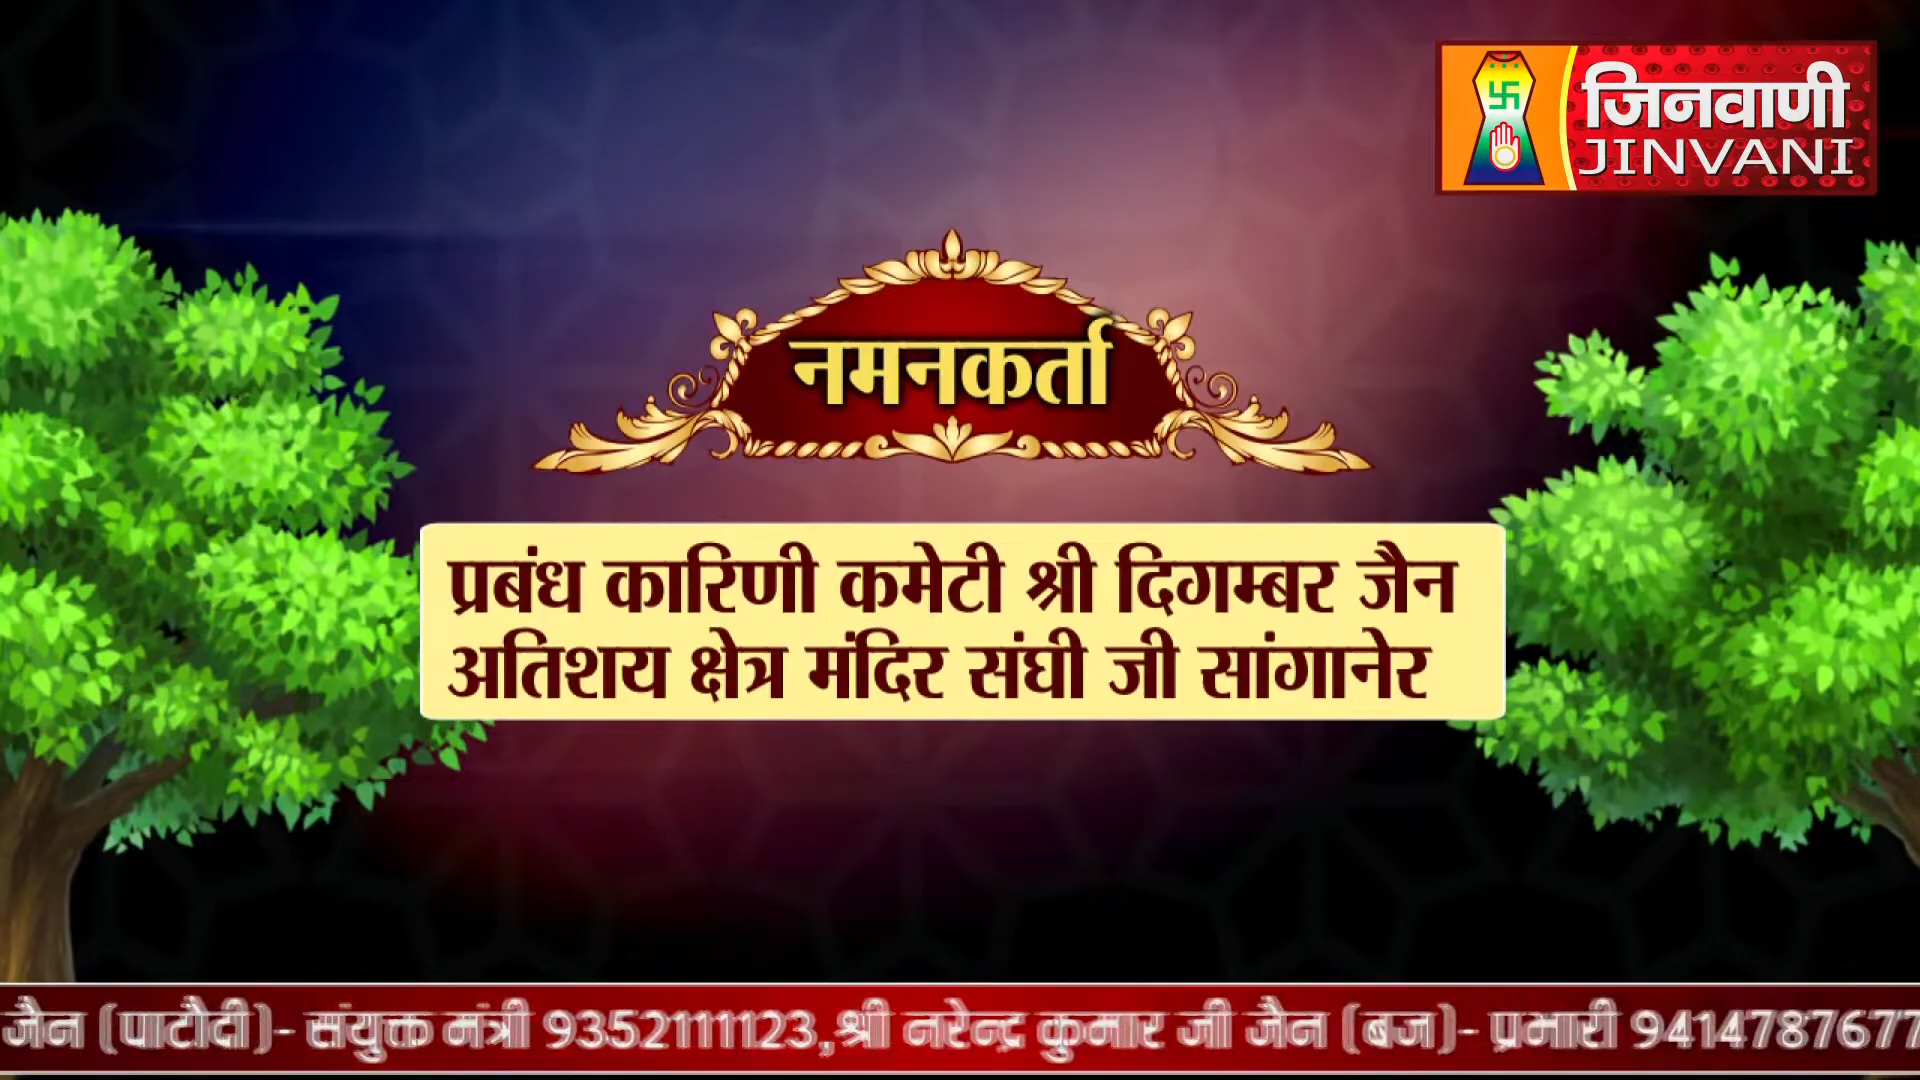 जिनवाणी
JINVANI
नमनकर्ता
प्रबंध कारिणी कमेटी श्री दिगम्बर जैन
अतिशय क्षेत्र मंदिर संघी जी सांगानेर
जैन (पाटौदी)- संयुक्त मंत्री 9352111123,श्री नरेन्द्र कुमार जी जैन (बज)- प्रभारी 9414787677